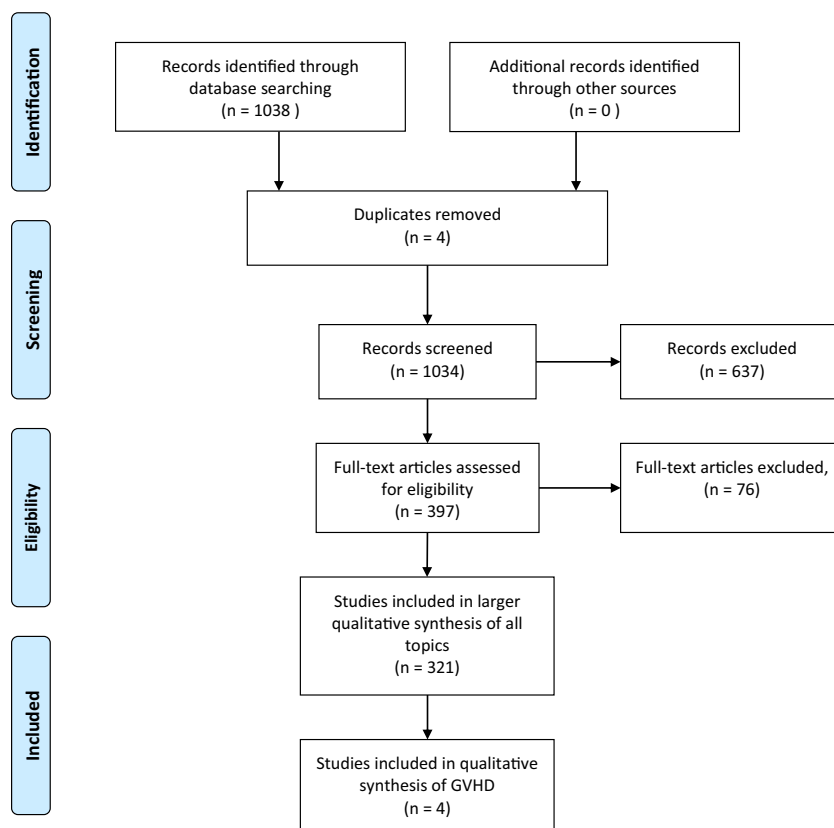 Identification
Records identified through
database searching
(n = 1038 )
Additional records identified
through other sources
(n = 0 )
Duplicates removed
(n = 4)
Screening
Records screened
(n = 1034)
Records excluded
(n = 637)
Eligibility
Full-text articles assessed
for eligibility
(n = 397)
Full-text articles excluded,
(n = 76)
Studies included in larger
qualitative synthesis of all
topics
(n = 321)
Included
Studies included in qualitative
synthesis of GVHD
(n = 4)